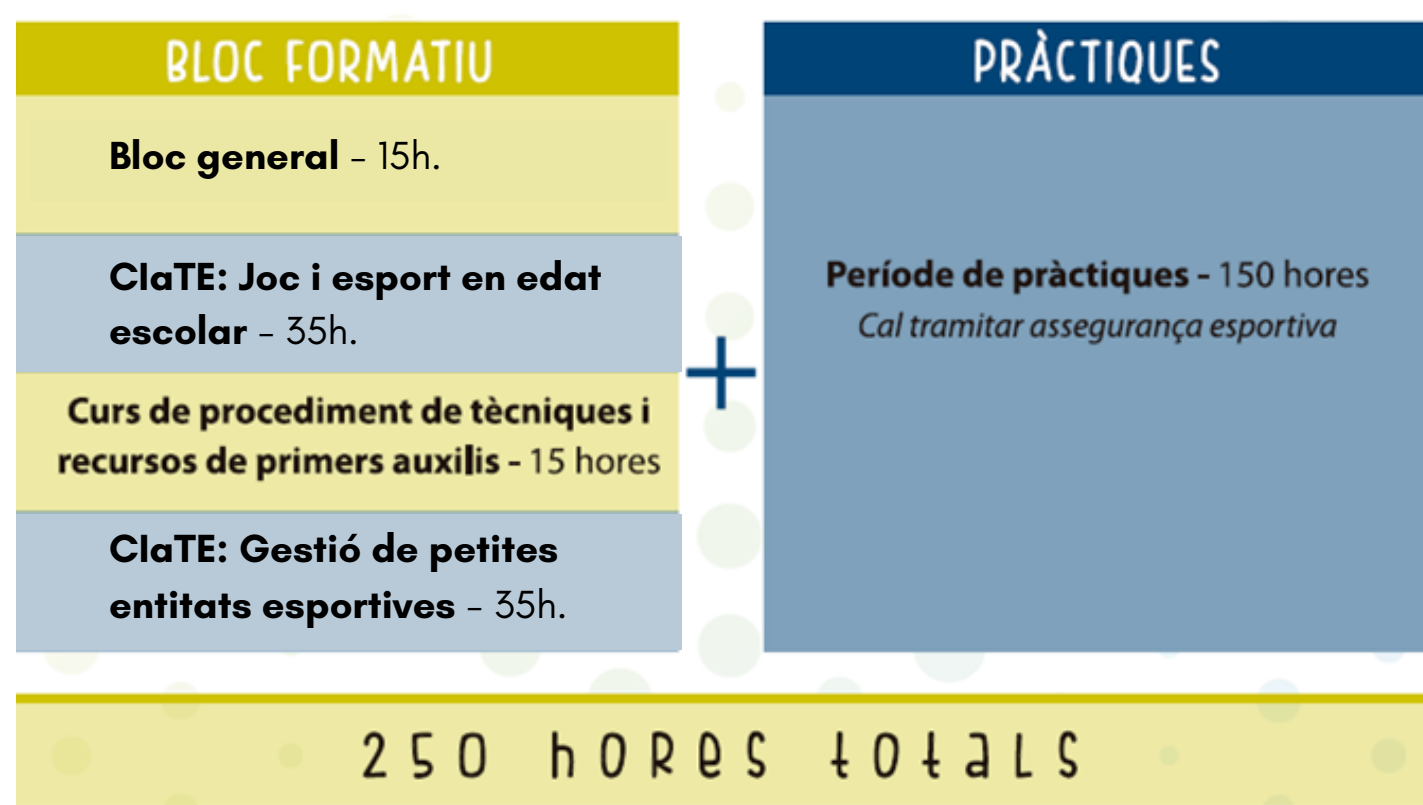 BLOC FORMATIU
Bloc general – 15h.
CIaTE: Joc i esport en edat
escolar – 35h.
Curs de procediment de tècniques i
recursos de primers auxilis - 15 hores
CIaTE: Gestió de petites
entitats esportives – 35h.
+
PRÀCTIQUES
Període de pràctiques - 150 hores
Cal tramitar assegurança esportiva
250 hores totals